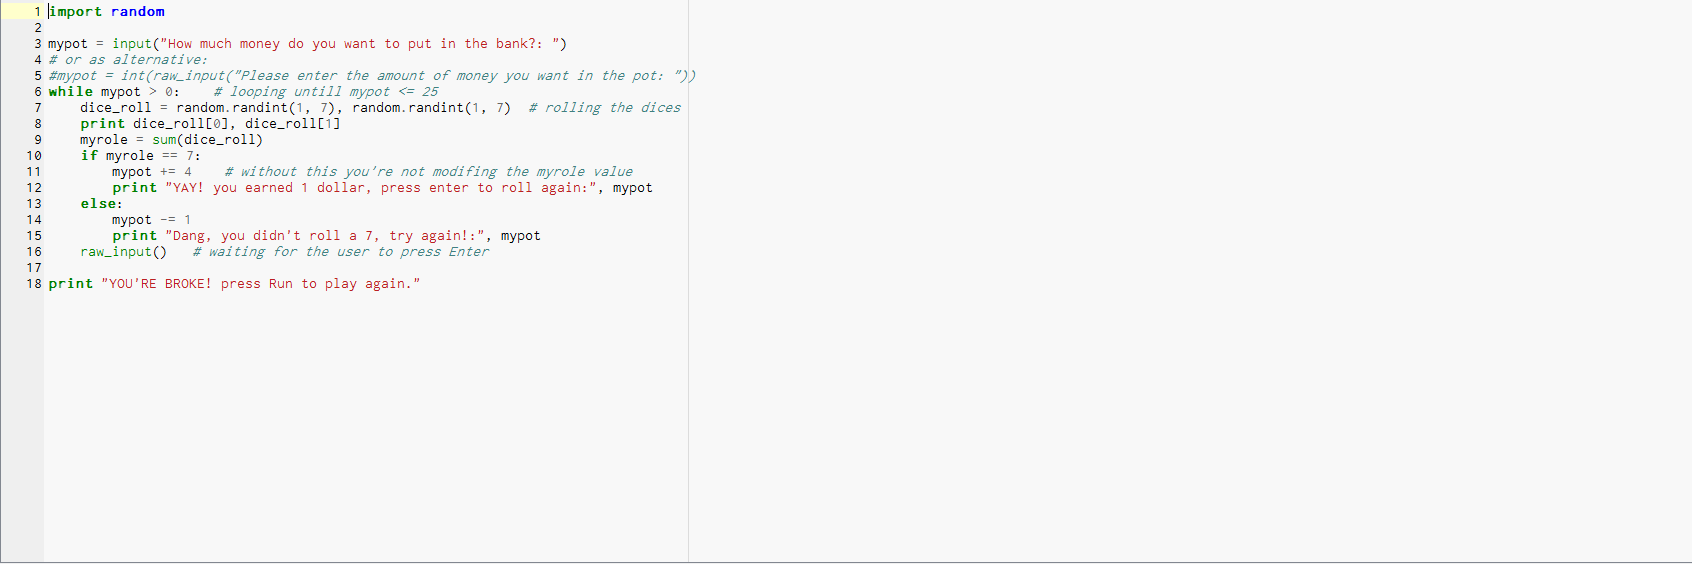 1 import random
2
3 mypot = input("How much money do you want to put in the bank?: ")
4 # or as alternative:
5 #mypot = int(raw_input("Please enter the amount of money you want in the pot: "))
6 while mypot > 0:    # looping untill mypot <= 25
7     dice_roll = random.randint(1, 7), random.randint(1, 7)  # rolling the dices
8     print dice_roll[0], dice_roll[1]
9     myrole = sum(dice_roll)
10     if myrole == 7:
11         mypot += 4    # without this you're not modifing the myrole value
12         print "YAY! you earned 1 dollar, press enter to roll again:", mypot
13     else:
14         mypot -= 1
15         print "Dang, you didn't roll a 7, try again!:", mypot
16     raw_input()   # waiting for the user to press Enter
17
18 print "YOU'RE BROKE! press Run to play again."